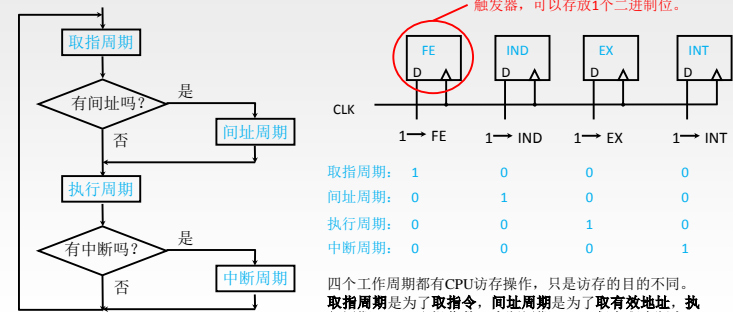 触发器，可以存放1个二进制位。
取指周期
有间址吗？
是
否
间址周期
执行周期
有中断吗？
是
否
中断周期
FE IND EX INT
D D D D
CLK
1→ FE 1→ IND 1→ EX 1→ INT
取指周期： 1 0 0 0
间址周期： 0 1 0 0
执行周期： 0 0 1 0
中断周期： 0 0 0 1
四个工作周期都有CPU访存操作，只是访存的目的不同。
取指周期是为了取指令，间址周期是为了取有效地址，执